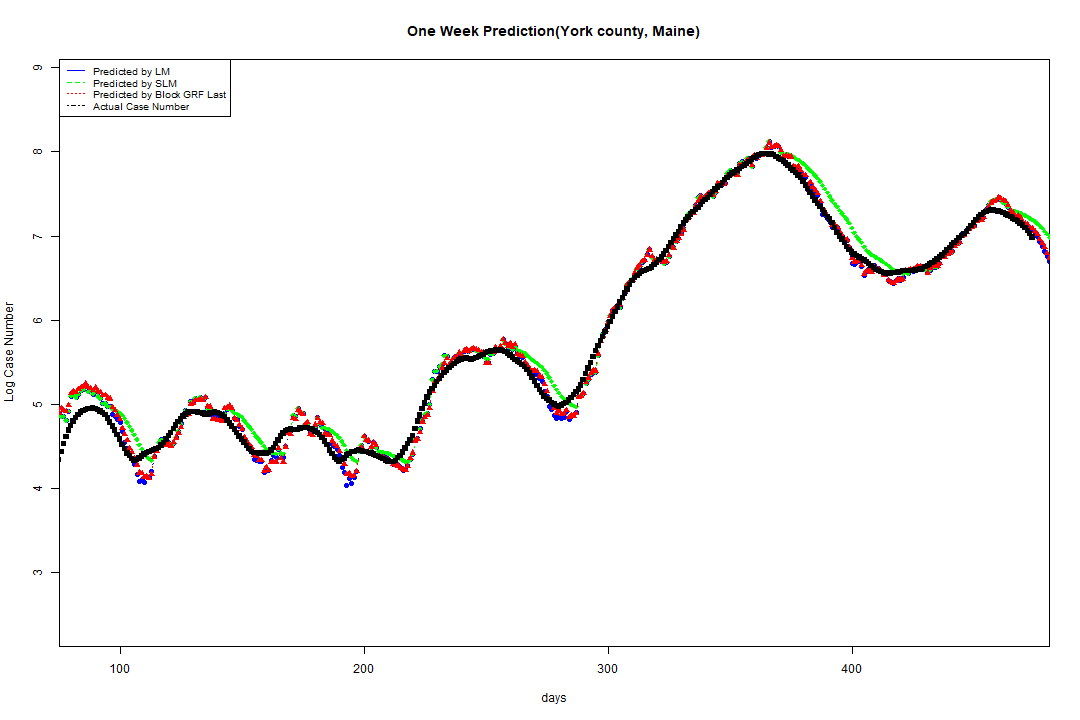 One Week Prediction(York county, Maine)
Predicted by LM
Predicted by SLM
Predicted by Block GRF Last
Actual Case Number
Log Case Number
9
8
7
6
5
4
3
100 200 300 400
days